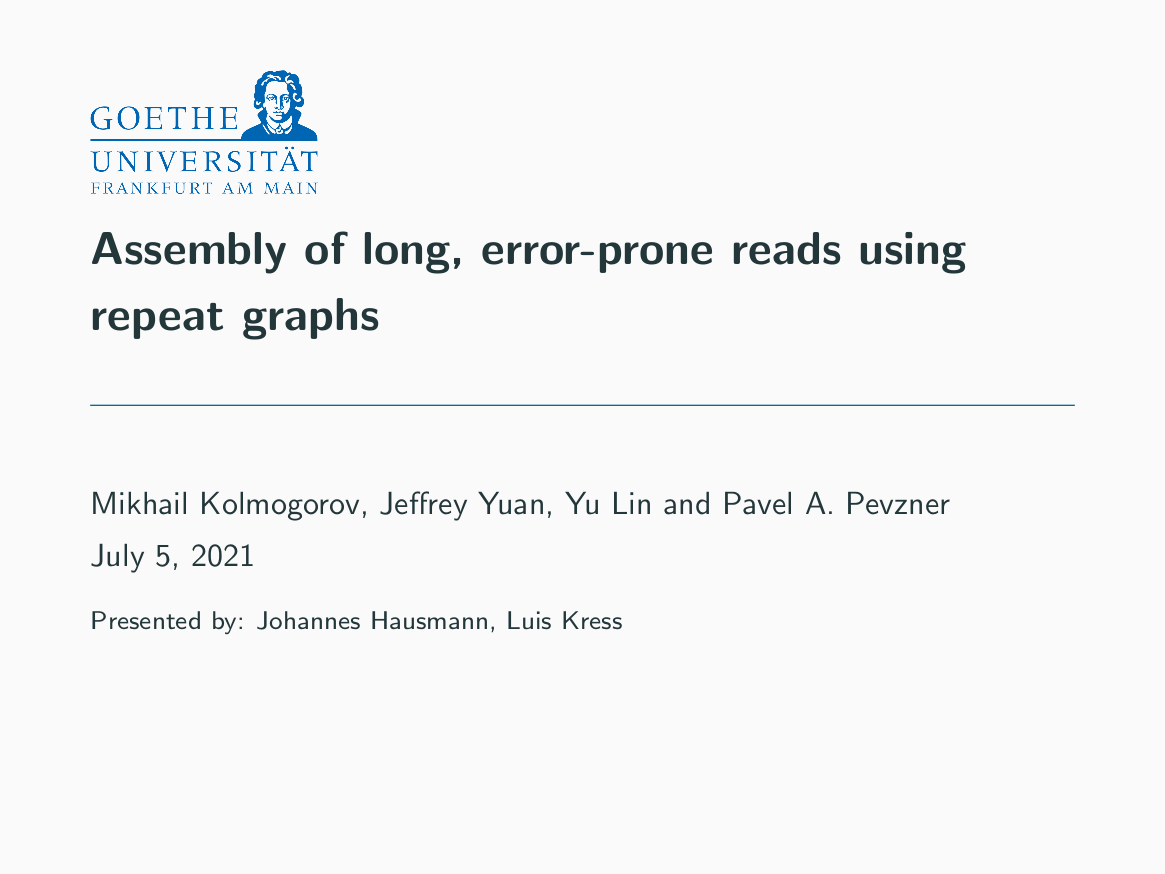 GOETHE
UNIVERSITÄT
FRANKFURT AM MAIN
Assembly of long, error-prone reads using
repeat graphs
Mikhail Kolmogorov, Jeffrey Yuan, Yu Lin and Pavel A. Pevzner
July 5, 2021
Presented by: Johannes Hausmann, Luis Kress